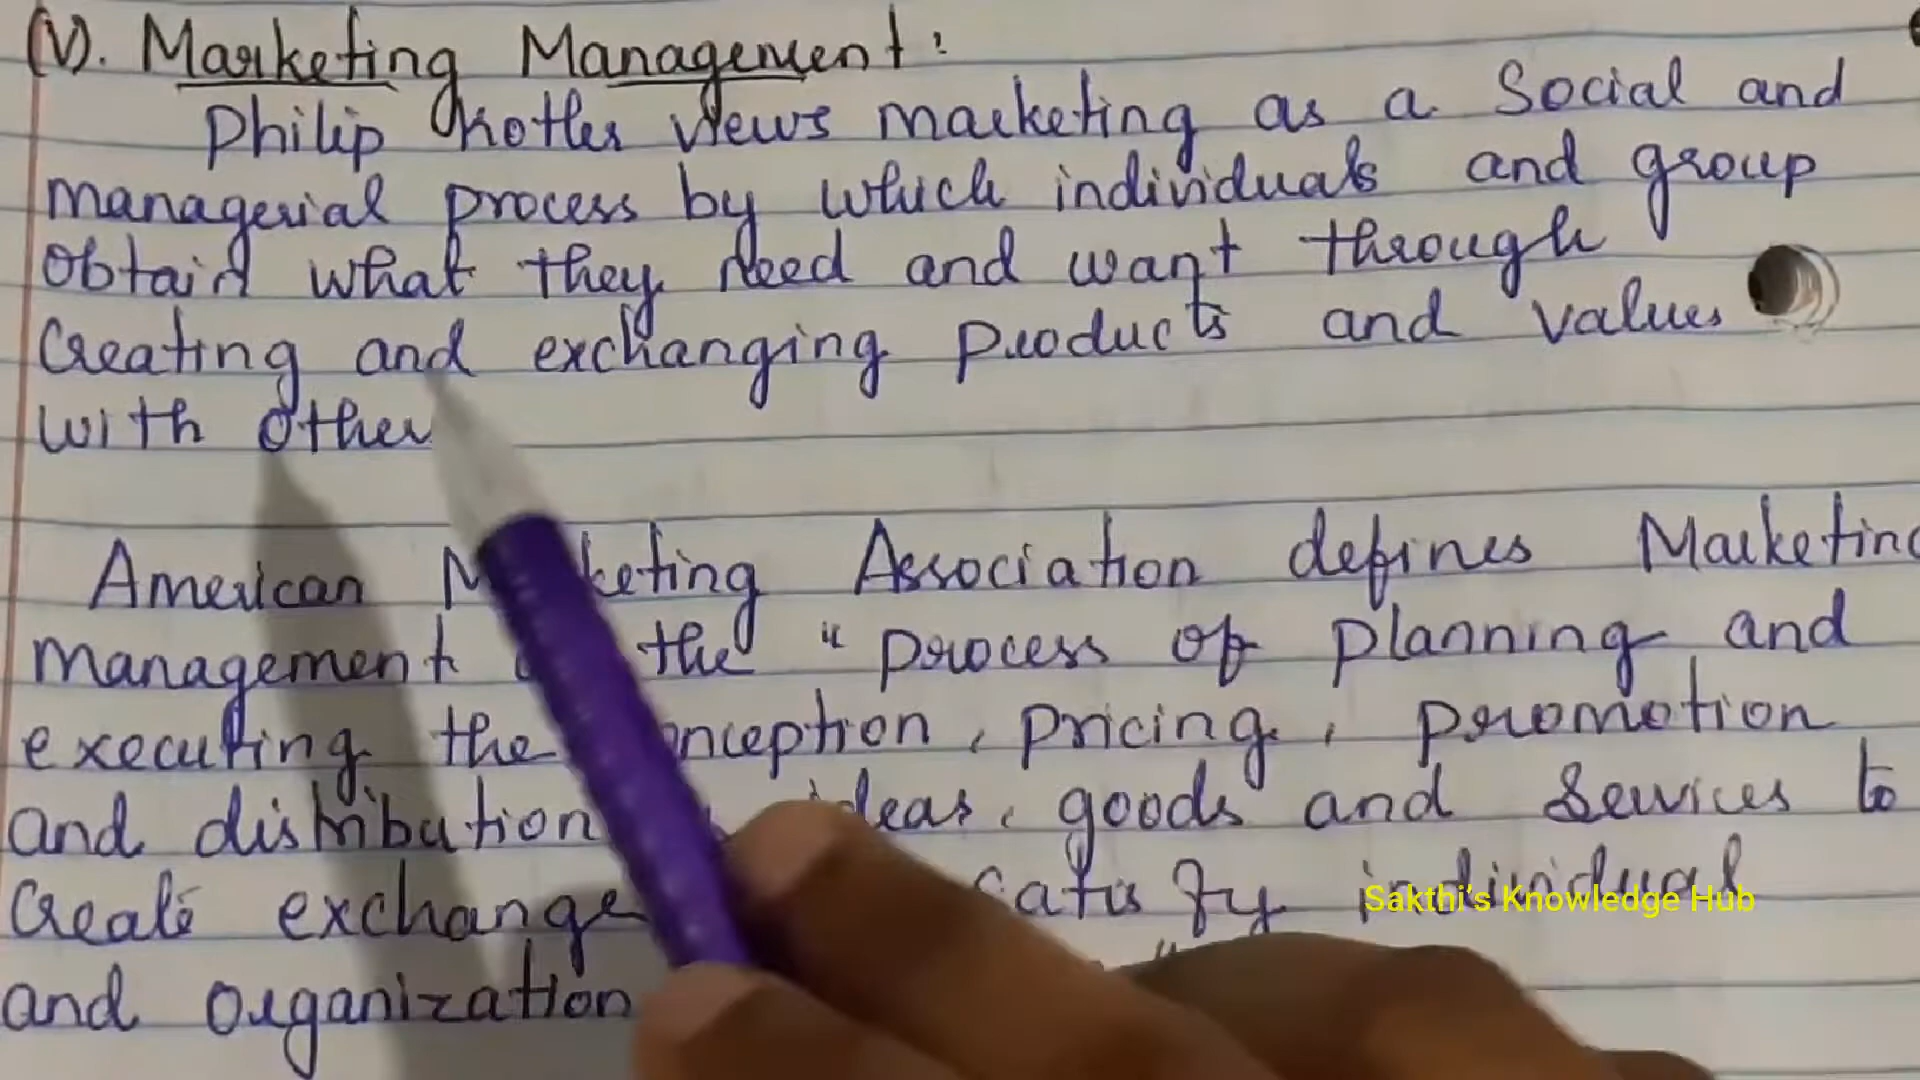 (V). Marketing Management:
Philip Kotler views marketing as a Social and
managerial process by which individuals and group
obtain what they need and want through
Creating and exchanging products and values
with other
American keting Association defines Marketing
management the "process of planning and
executing the nception, pricing, promotion
and distribution ideas, goods and services to
Create exchange satisfy individual
and organization
Sakthi's Knowledge Hub